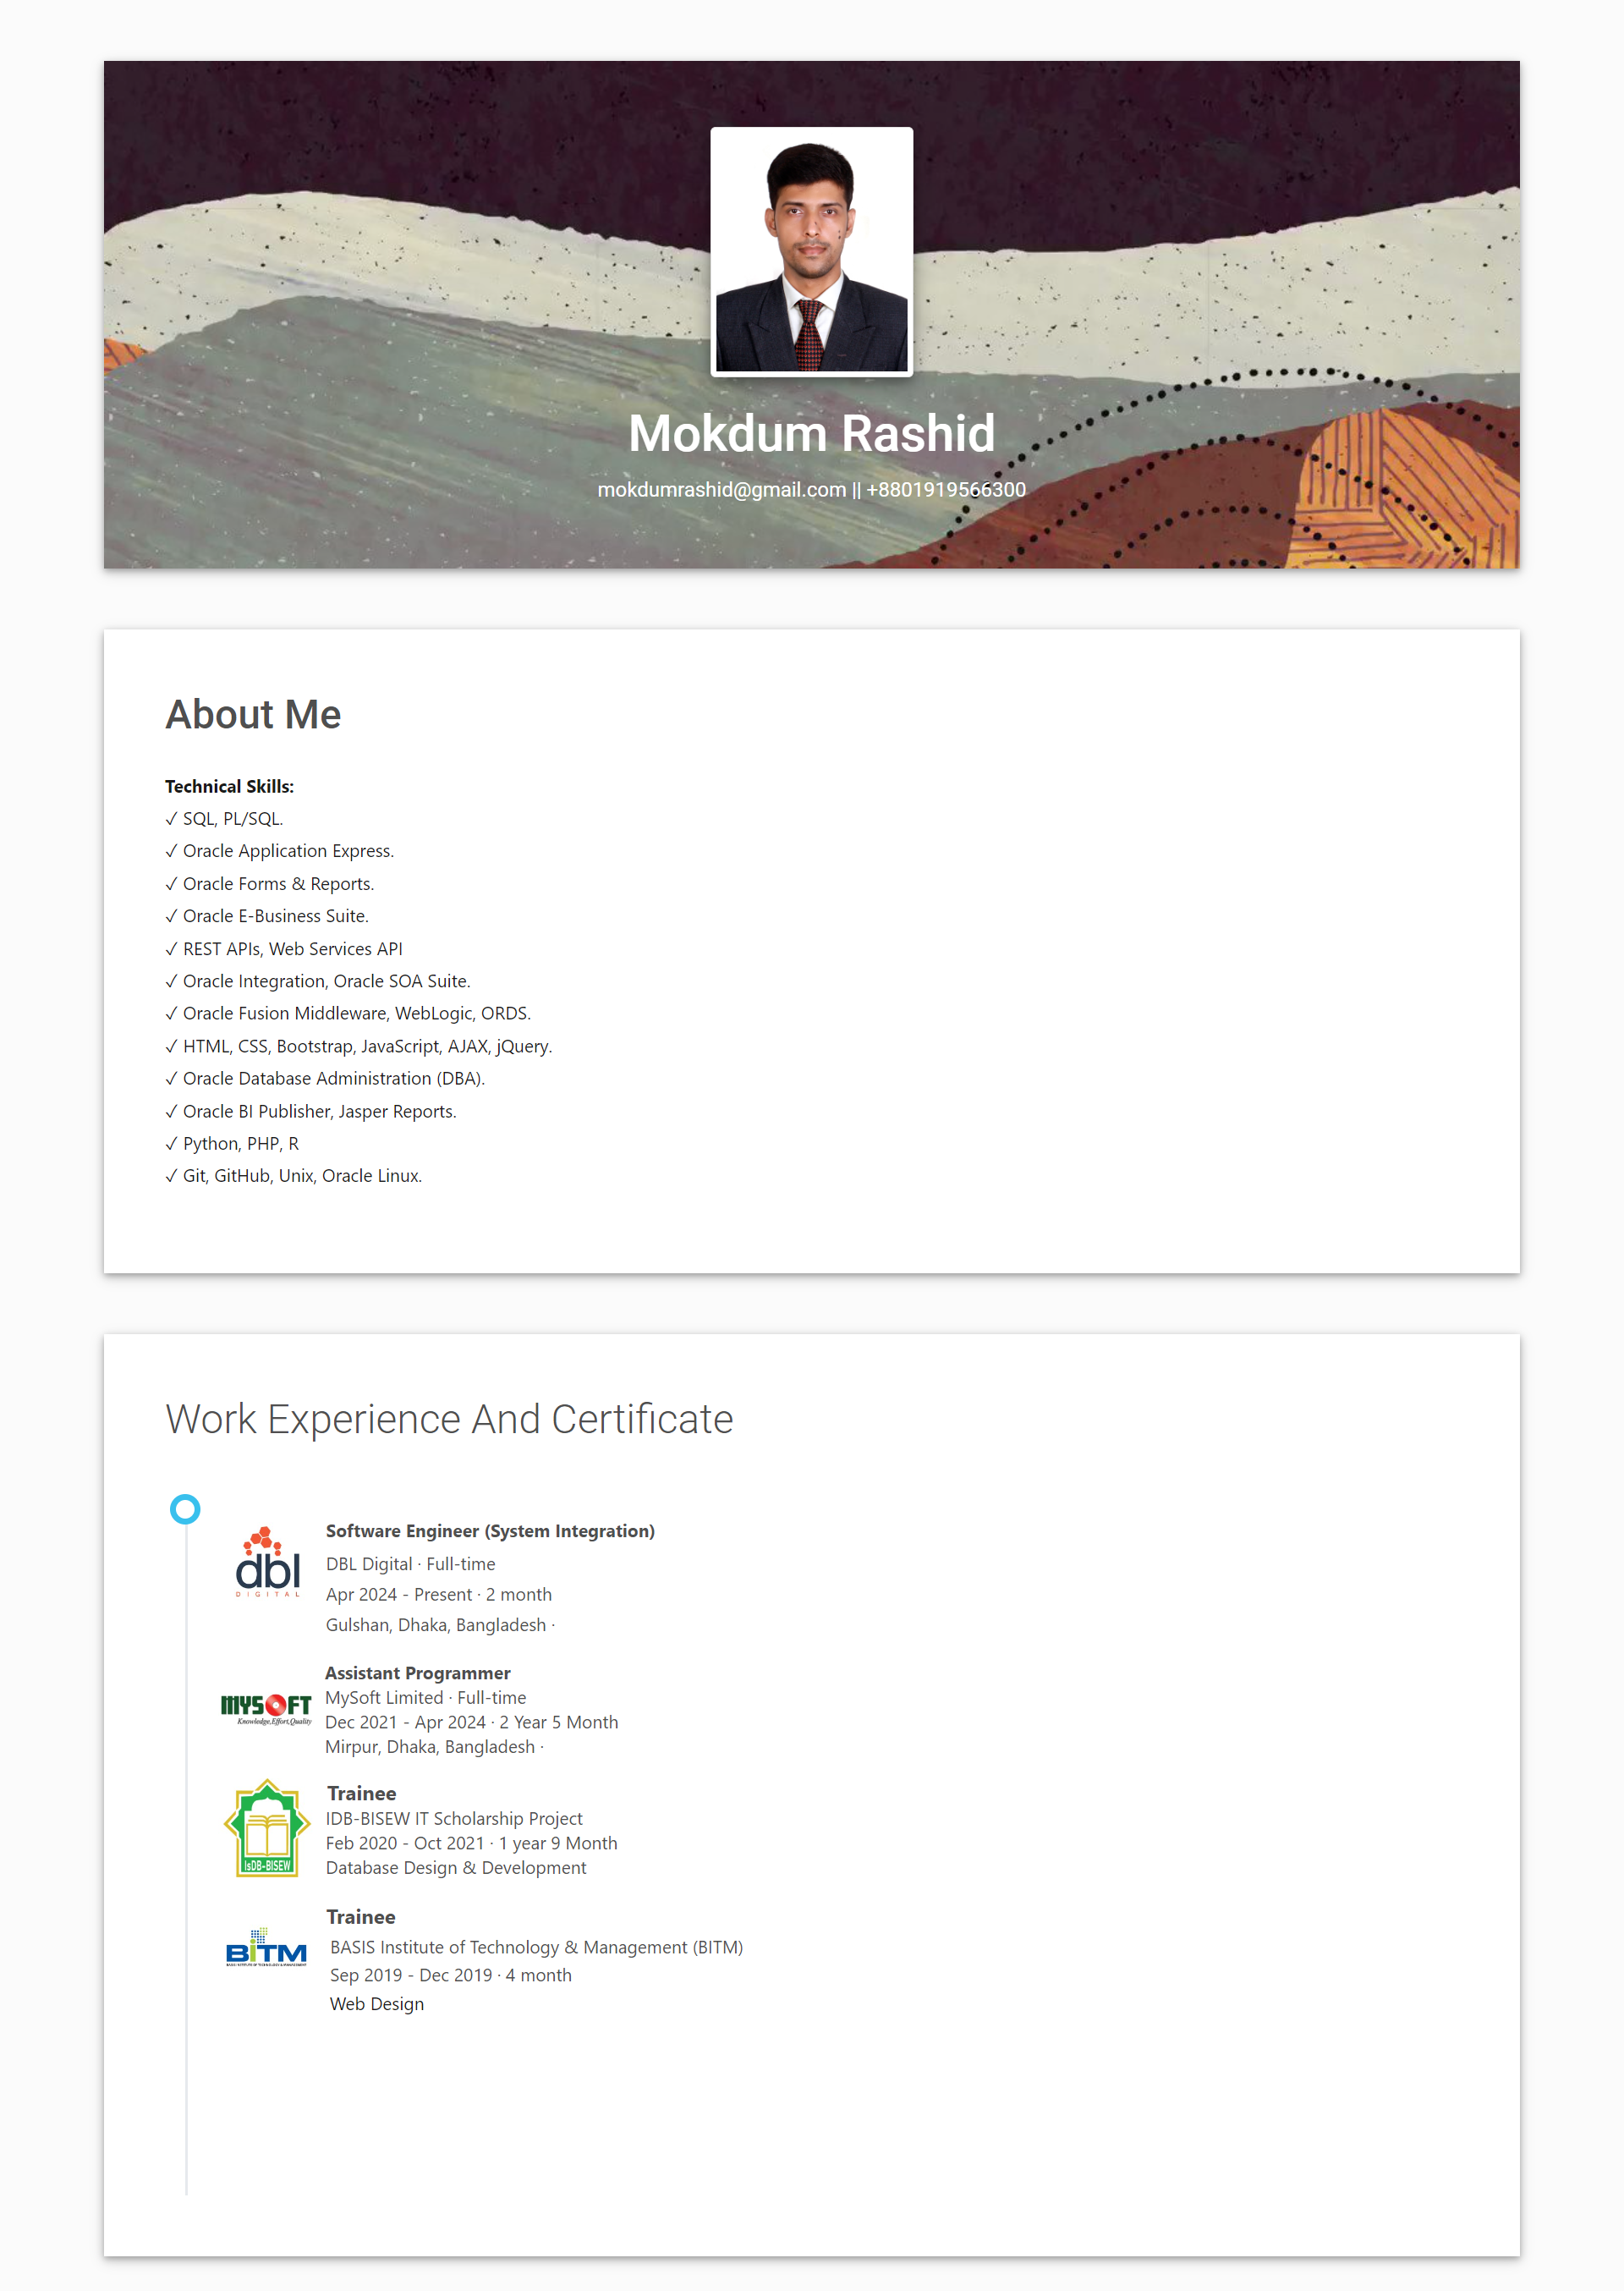 Mokdum Rashid
mokdumrashid@gmail.com || +8801919566300
About Me
Technical Skills:
✓ SQL, PL/SQL.
✓ Oracle Application Express.
✓ Oracle Forms & Reports.
✓ Oracle E-Business Suite.
✓ REST APIs, Web Services API
✓ Oracle Integration, Oracle SOA Suite.
✓ Oracle Fusion Middleware, WebLogic, ORDS.
✓ HTML, CSS, Bootstrap, JavaScript, AJAX, jQuery.
✓ Oracle Database Administration (DBA).
✓ Oracle BI Publisher, Jasper Reports.
✓ Python, PHP, R
✓ Git, GitHub, Unix, Oracle Linux.
Work Experience And Certificate
dbl
DIGITAL
Software Engineer (System Integration)
DBL Digital · Full-time
Apr 2024 - Present · 2 month
Gulshan, Dhaka, Bangladesh ·
MYSOFT
Knowledge,Effort,Quality
Assistant Programmer
MySoft Limited · Full-time
Dec 2021 - Apr 2024 · 2 Year 5 Month
Mirpur, Dhaka, Bangladesh ·
IsDB-BISEW
Trainee
IDB-BISEW IT Scholarship Project
Feb 2020 - Oct 2021 · 1 year 9 Month
Database Design & Development
BiTM
BASIS INSTITUTE OF TECHNOLOGY & MANAGEMENT
Trainee
BASIS Institute of Technology & Management (BITM)
Sep 2019 - Dec 2019 · 4 month
Web Design